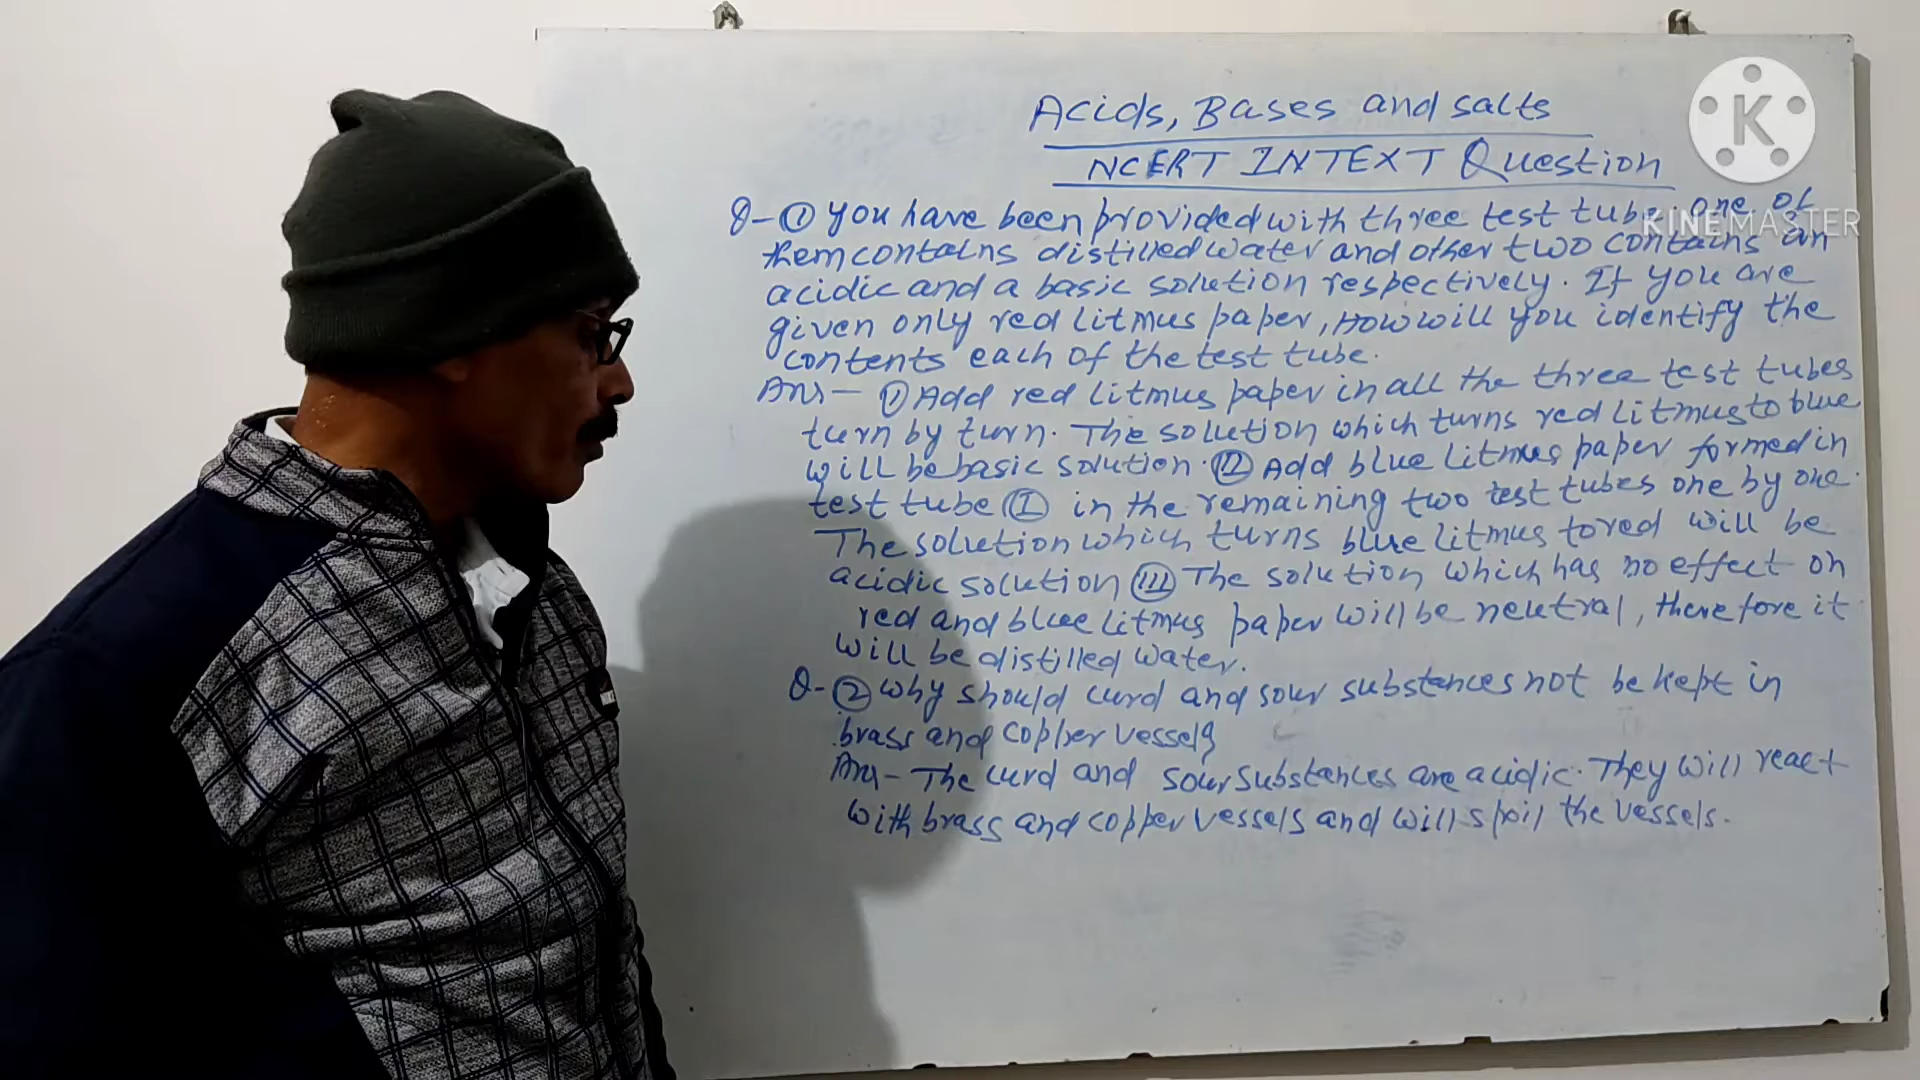 Acids, Bases and salts
NCERT INTEXT Question
K
KINEMASTER
Q-① You have been provided with three test tube. one of
them contains distilled water and other two contains an
acidic and a basic solution respectively. If you are
given only red litmus paper, How will you identify the
contents each of the test tube.
Ans- ① Add red litmus paper in all the three test tubes
turn by turn. The solution which turns red litmus to blue
will be basic solution. Ⅱ Add blue litmus paper formed in
test tube Ⅰ in the remaining two test tubes one by one.
The solution which turns blue litmus to red will be
acidic solution Ⅲ The solution which has no effect on
red and blue litmus paper will be neutral, therefore it
will be distilled water.
Q-② Why should curd and sour substances not be kept in
brass and copper vessels
Ans- The curd and sour substances are acidic. They will react
with brass and copper vessels and will spoil the vessels.